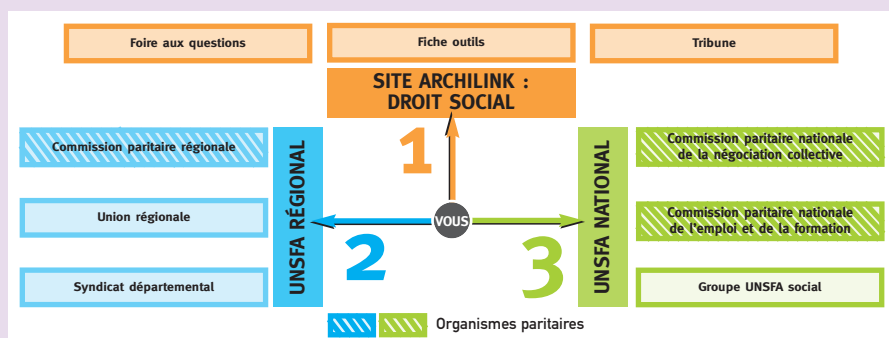 Foire aux questions
Fiche outils
Tribune
SITE ARCHILINK :
DROIT SOCIAL
1
Commission paritaire régionale
Union régionale
Syndicat départemental
UNSFA RÉGIONAL
2
VOUS
3
UNSFA NATIONAL
Commission paritaire nationale
de la négociation collective
Commission paritaire nationale
de l'emploi et de la formation
Groupe UNSFA social
Organismes paritaires